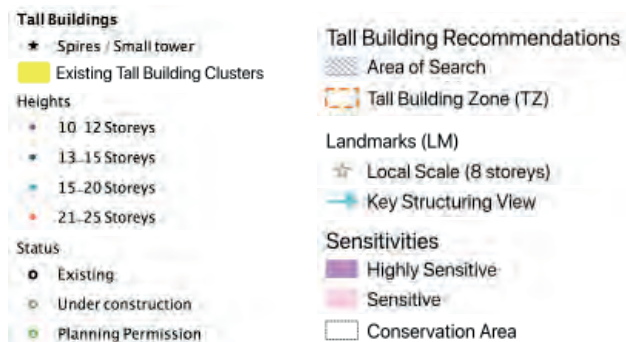 Tall Buildings
Spires / Small tower
Existing Tall Building Clusters
Heights
10-12 Storeys
13-15 Storeys
15-20 Storeys
21-25 Storeys
Status
Existing
Under construction
Planning Permission
Tall Building Recommendations
Area of Search
Tall Building Zone (TZ)
Landmarks (LM)
Local Scale (8 storeys)
Key Structuring View
Sensitivities
Highly Sensitive
Sensitive
Conservation Area